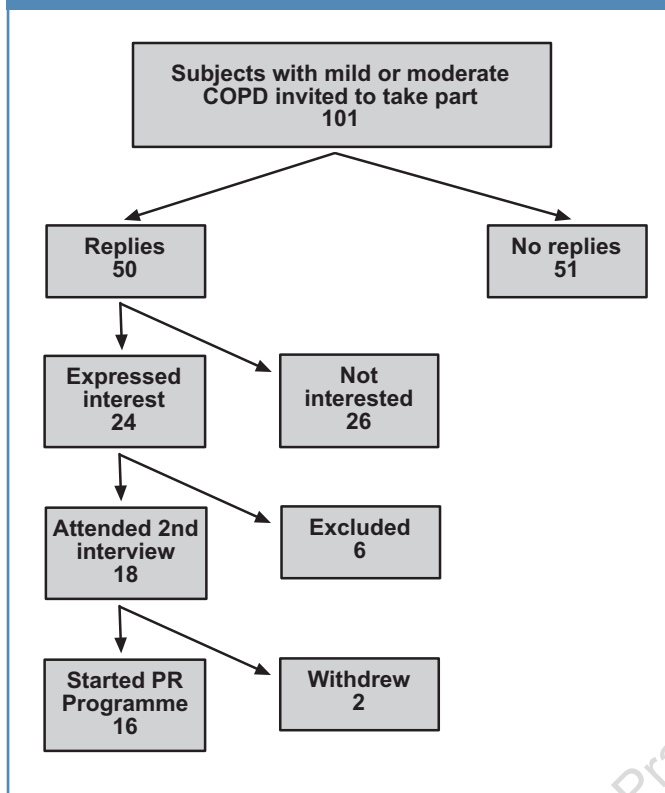 Subjects with mild or moderate
COPD invited to take part
101
Replies
50
No replies
51
Expressed
interest
24
Not
interested
26
Attended 2nd
interview
18
Excluded
6
Started PR
Programme
16
Withdrew
2